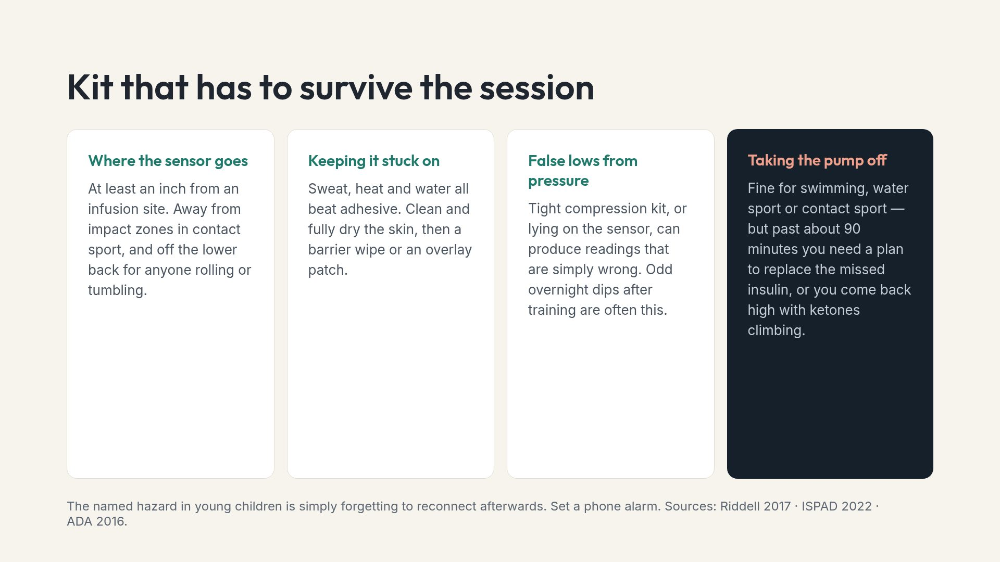 Kit that has to survive the session
Where the sensor goes
At least an inch from an
infusion site. Away from
impact zones in contact
sport, and off the lower
back for anyone rolling or
tumbling.
Keeping it stuck on
Sweat, heat and water all
beat adhesive. Clean and
fully dry the skin, then a
barrier wipe or an overlay
patch.
False lows from
pressure
Tight compression kit, or
lying on the sensor, can
produce readings that
are simply wrong. Odd
overnight dips after
training are often this.
Taking the pump off
Fine for swimming, water
sport or contact sport —
but past about 90
minutes you need a plan
to replace the missed
insulin, or you come back
high with ketones
climbing.
The named hazard in young children is simply forgetting to reconnect afterwards. Set a phone alarm. Sources: Riddell 2017 · ISPAD 2022 ·
ADA 2016.